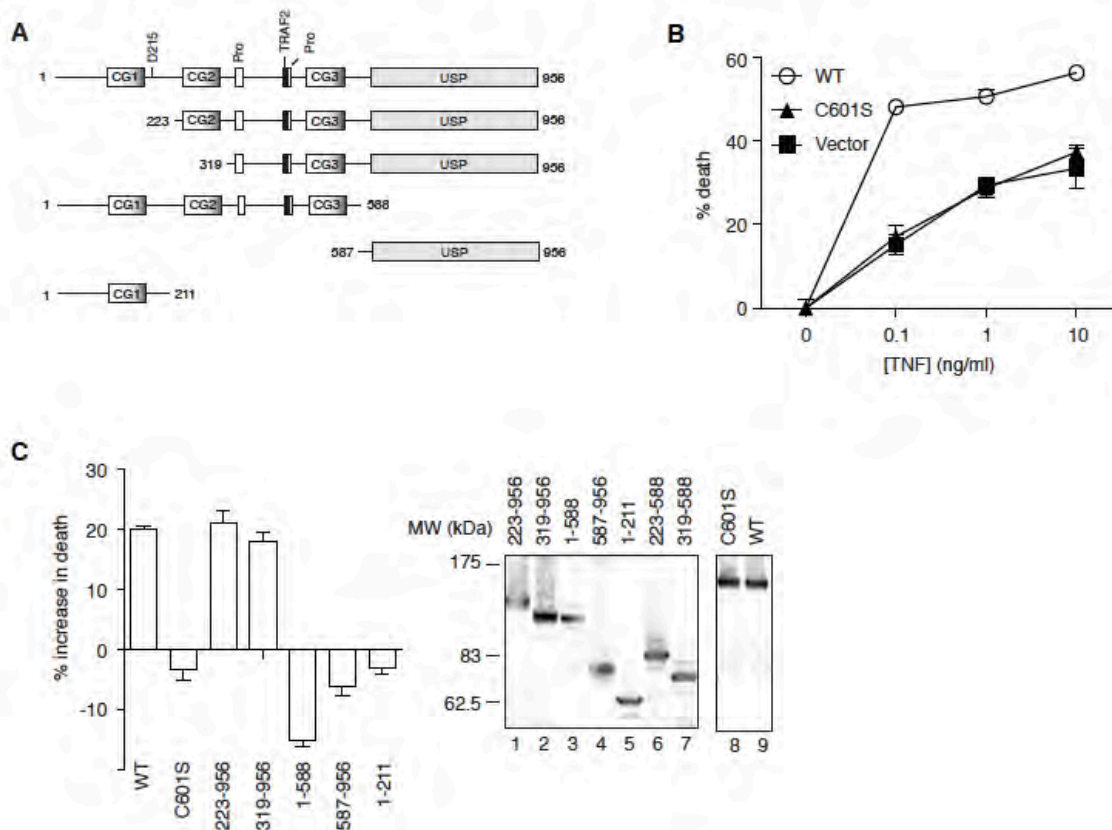 A
D215
Pro
TRAF2
Pro
1
CG1
CG2
CG3
USP
956
223
CG2
CG3
USP
956
319
CG3
USP
956
1
CG1
CG2
CG3
588
587
USP
956
1
CG1
211
B
60
40
20
0
% death
WT
C601S
Vector
0
0.1
1
10
[TNF] (ng/ml)
C
30
20
10
0
-10
% increase in death
WT
C601S
223-956
319-956
1-588
587-956
1-211
223-956
319-956
1-588
587-956
1-211
223-588
319-588
C601S
WT
MW (kDa)
175
83
62.5
1 2 3 4 5 6 7 8 9